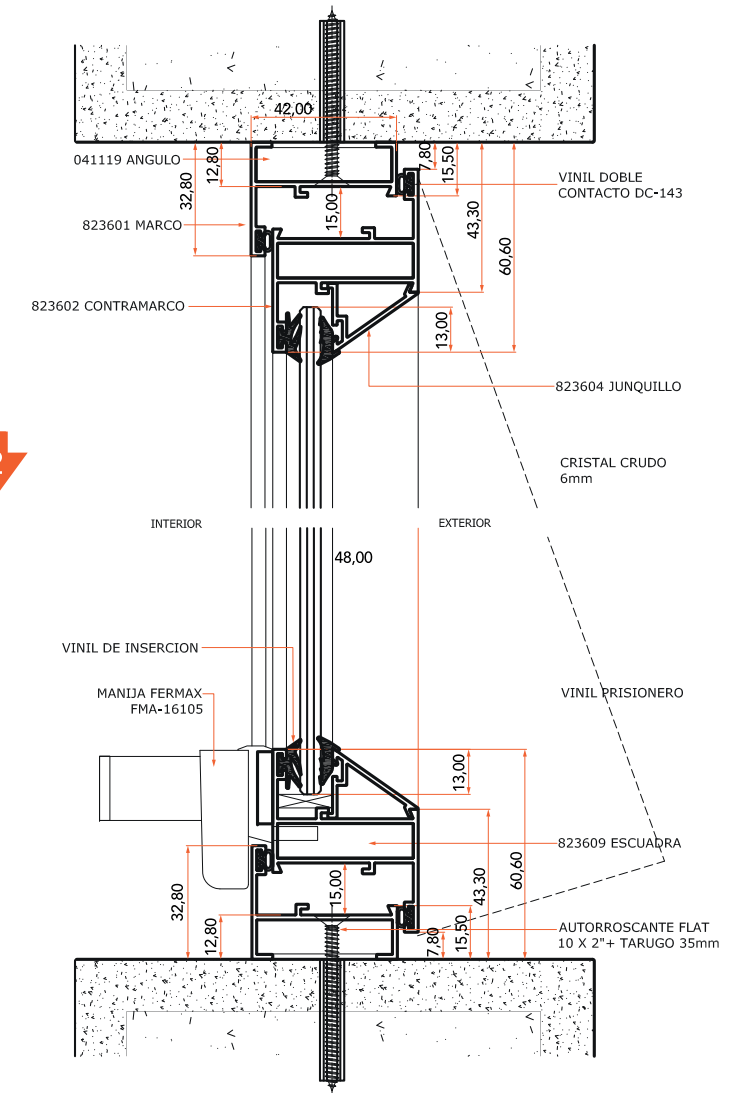 42,00
041119 ANGULO
12,80
32,80
7,80
15,50
VINIL DOBLE
CONTACTO DC-143
15,00
43,30
60,60
823601 MARCO
823602 CONTRAMARCO
13,00
823604 JUNQUILLO
CRISTAL CRUDO
6mm
INTERIOR
EXTERIOR
48,00
VINIL DE INSERCION
MANIJA FERMAX
FMA-16105
VINIL PRISIONERO
13,00
823609 ESCUADRA
60,60
43,30
15,00
32,80
12,80
15,50
7,80
AUTORROSCANTE FLAT
10 X 2"+ TARUGO 35mm